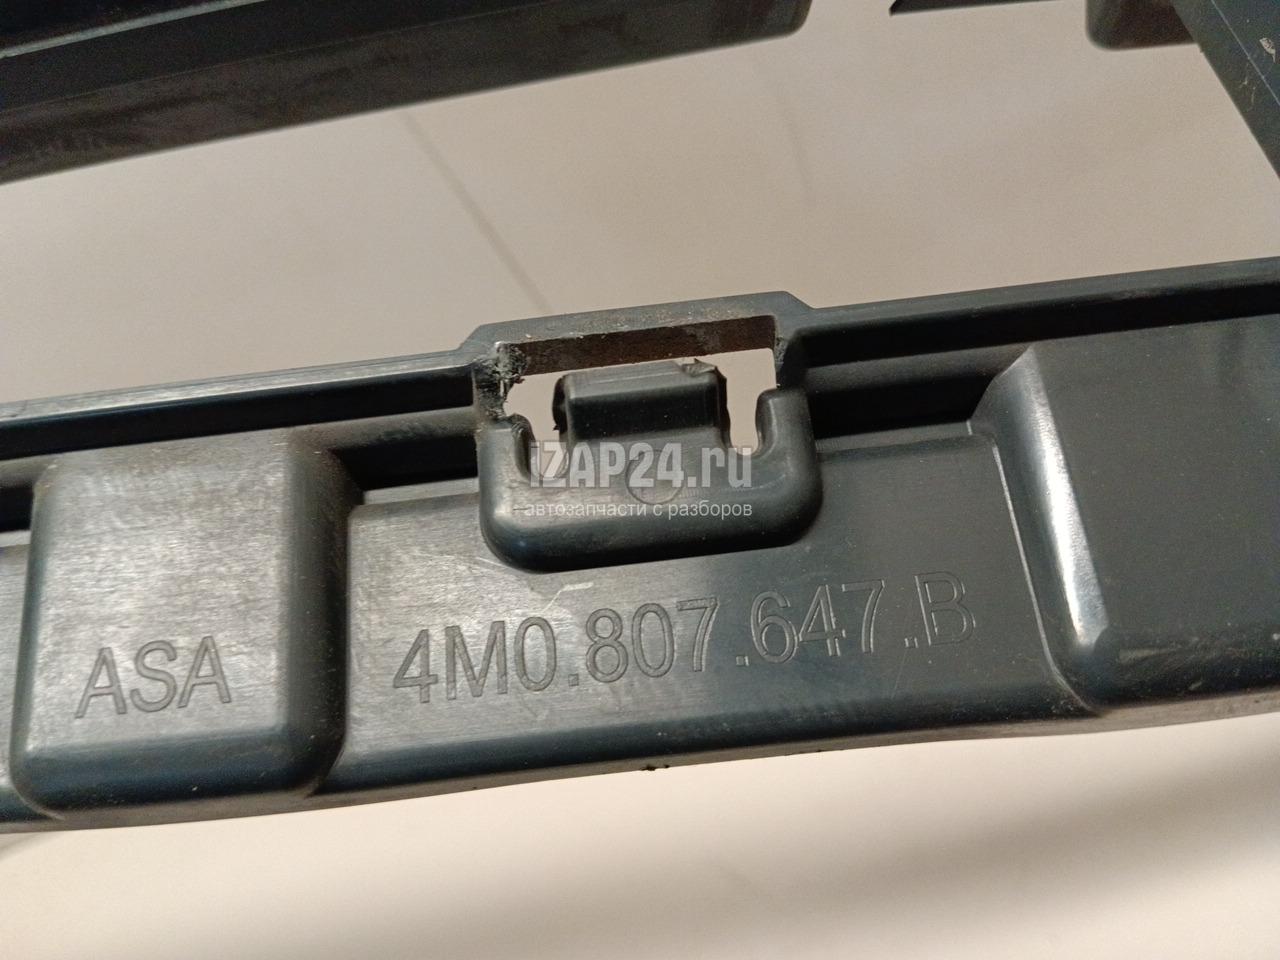 iZAP24.ru
автозапчасти с разборов
ASA
4M0.807.647.B